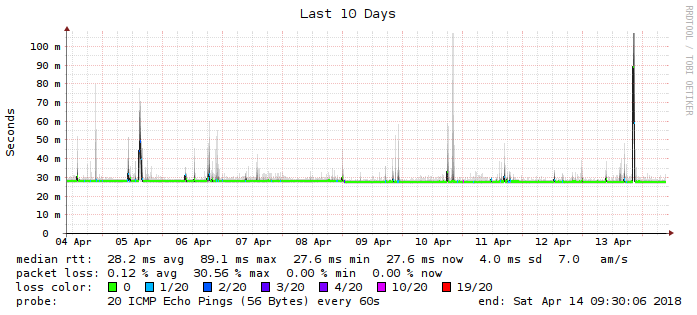 Last 10 Days
RRDTOOL / TOBI OETIKER
Seconds
100 m
90 m
80 m
70 m
60 m
50 m
40 m
30 m
20 m
10 m
0
04 Apr 05 Apr 06 Apr 07 Apr 08 Apr 09 Apr 10 Apr 11 Apr 12 Apr 13 Apr
median rtt: 28.2 ms avg 89.1 ms max 27.6 ms min 27.6 ms now 4.0 ms sd 7.0 am/s
packet loss: 0.12 % avg 30.56 % max 0.00 % min 0.00 % now
loss color: 0 1/20 2/20 3/20 4/20 10/20 19/20
probe: 20 ICMP Echo Pings (56 Bytes) every 60s end: Sat Apr 14 09:30:06 2018